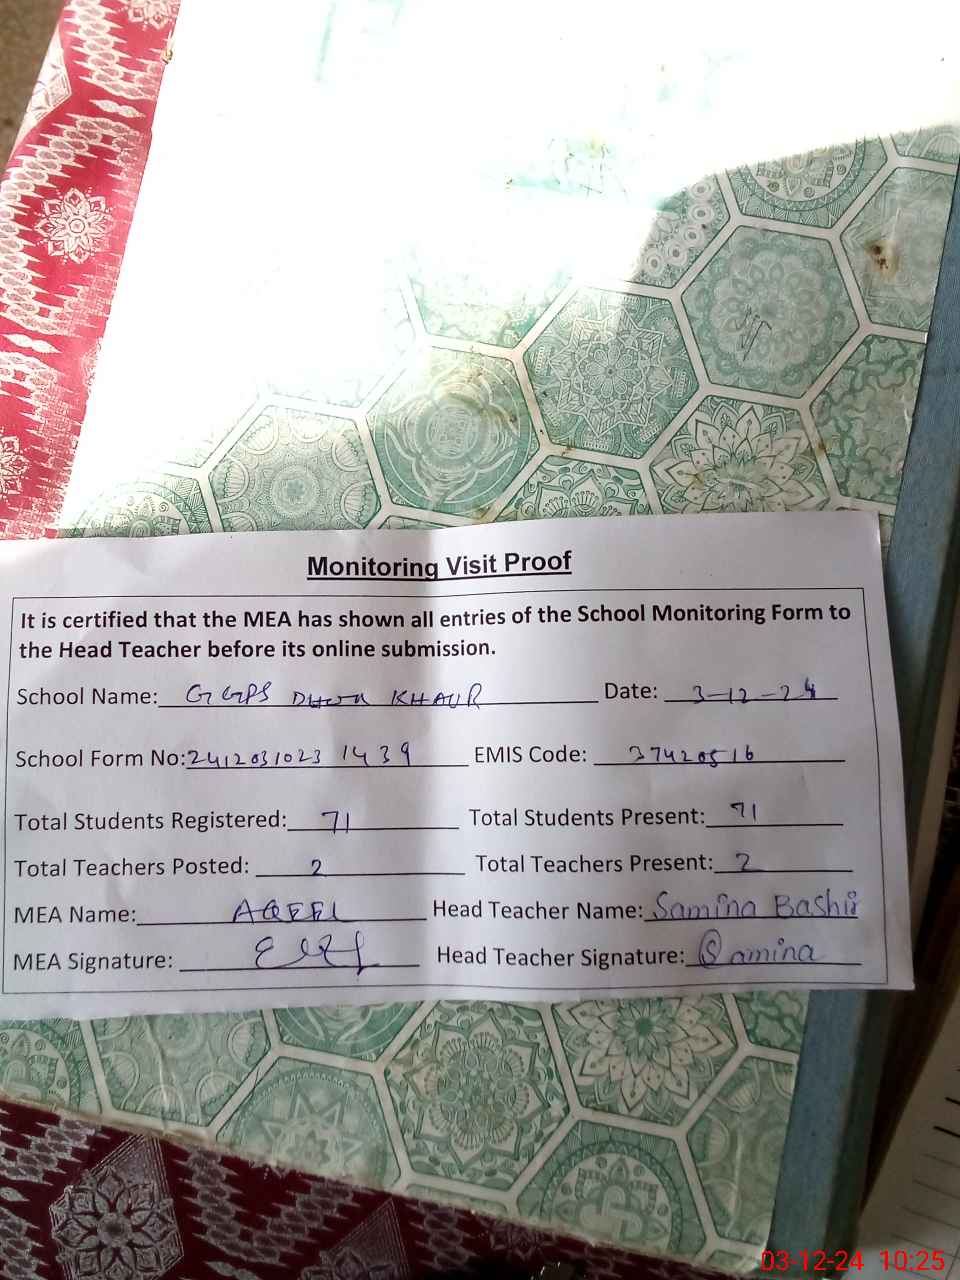 Monitoring Visit Proof
It is certified that the MEA has shown all entries of the School Monitoring Form to
the Head Teacher before its online submission.
School Name: GGPS DHOK KHAUR Date: 3-12-24
School Form No: 2412031023 1439 EMIS Code: 37420516
Total Students Registered: 71 Total Students Present: 71
Total Teachers Posted: 2 Total Teachers Present: 2
MEA Name: AQEEL Head Teacher Name: Samina Bashir
MEA Signature: Head Teacher Signature: Samina
03-12-24 10:25